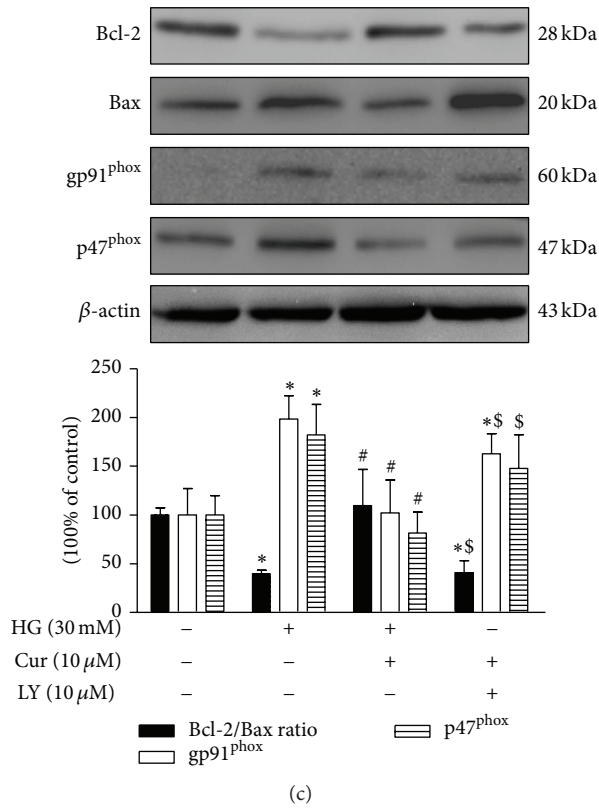 Bcl-2 28 kDa
Bax 20 kDa
gp91phox 60 kDa
p47phox 47 kDa
β-actin 43 kDa
250
200
150
100
50
0
(100% of control)
* * * # # # *$ *$ $
HG (30 mM) − + + −
Cur (10 μM) − − + +
LY (10 μM) − − − +
Bcl-2/Bax ratio p47phox
gp91phox
(c)